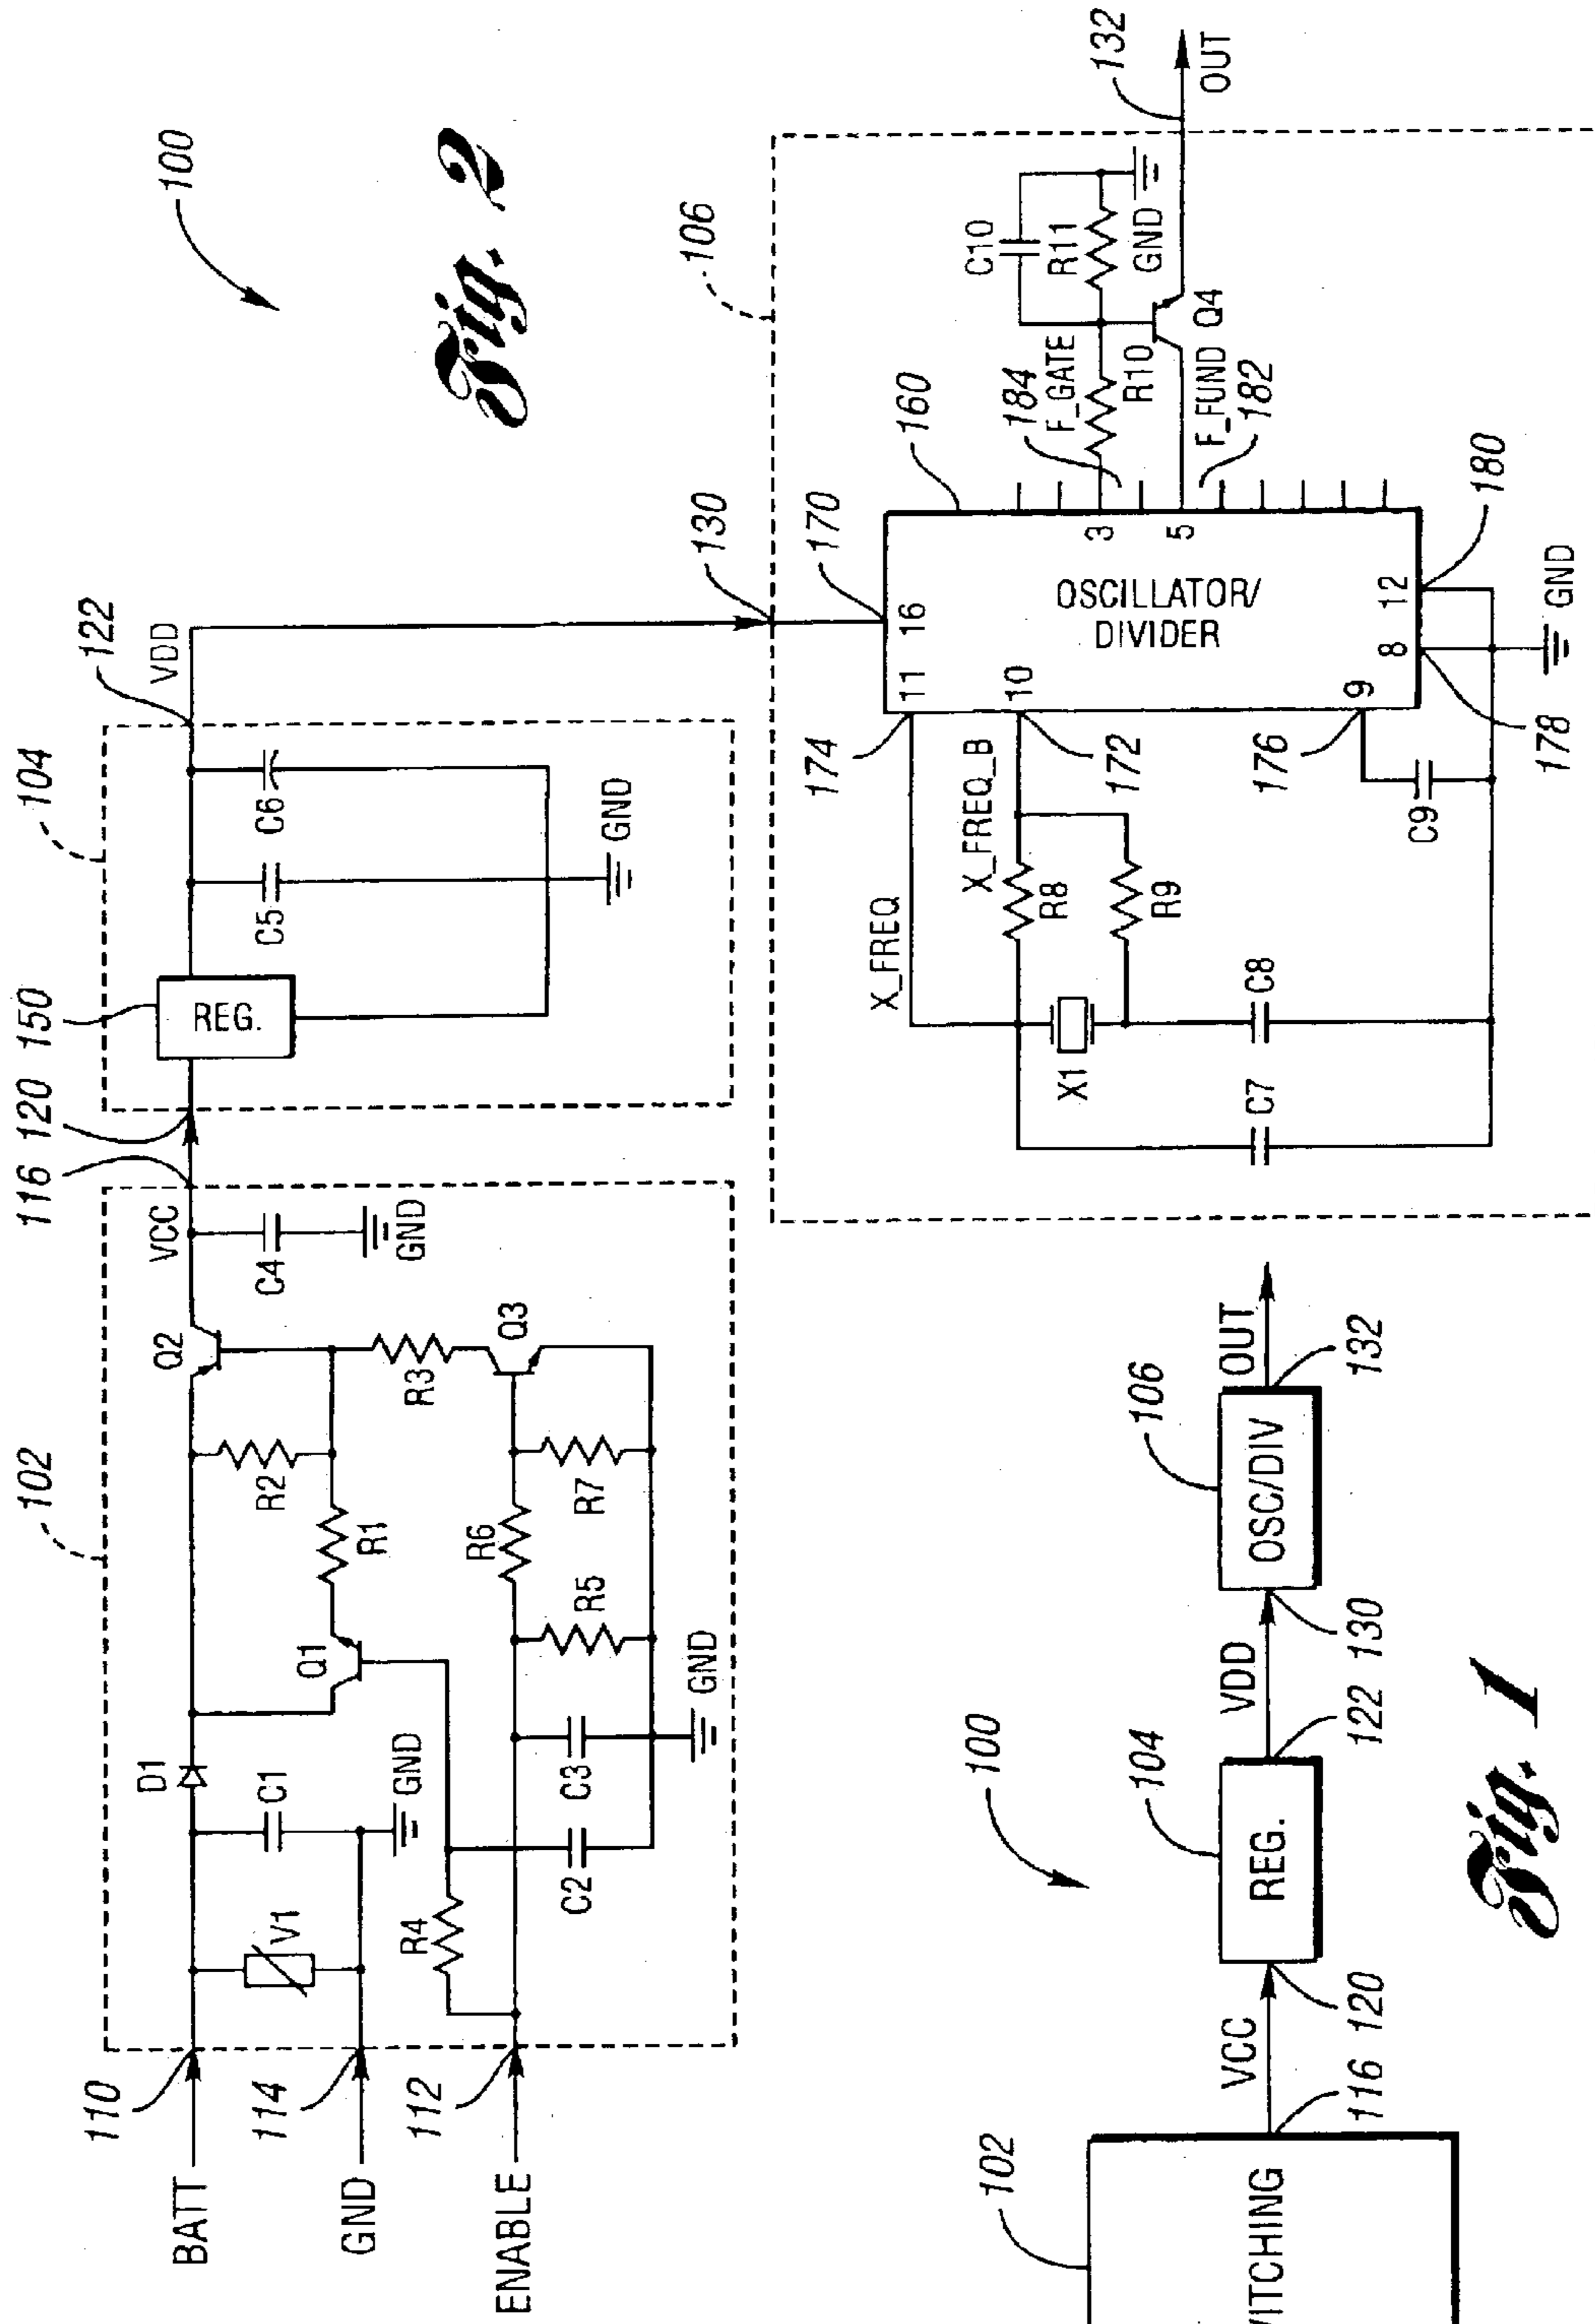 Fig. 2
100
102
116 120 150
104
122
VDD
BATT
110
V1
C1
D1
GND
GND
114
ENABLE
112
R4
C2
C3
GND
Q1
R1
R2
R5
R6
R7
R3
Q2
Q3
VCC
C4
GND
REG.
C5
C6
GND
130
106
170
160
174
X_FREQ
X_FREQ_B
172
R8
R9
X1
C7
C8
176
C9
178
GND
180
11
16
10
9
8
12
OSCILLATOR/
DIVIDER
3
5
184
F_GATE
R10
F_FUND
182
C10
R11
GND
Q4
132
OUT
Fig. 1
100
102
VCC
116
120
104
REG.
VDD
122
130
106
OSC/DIV
OUT
132